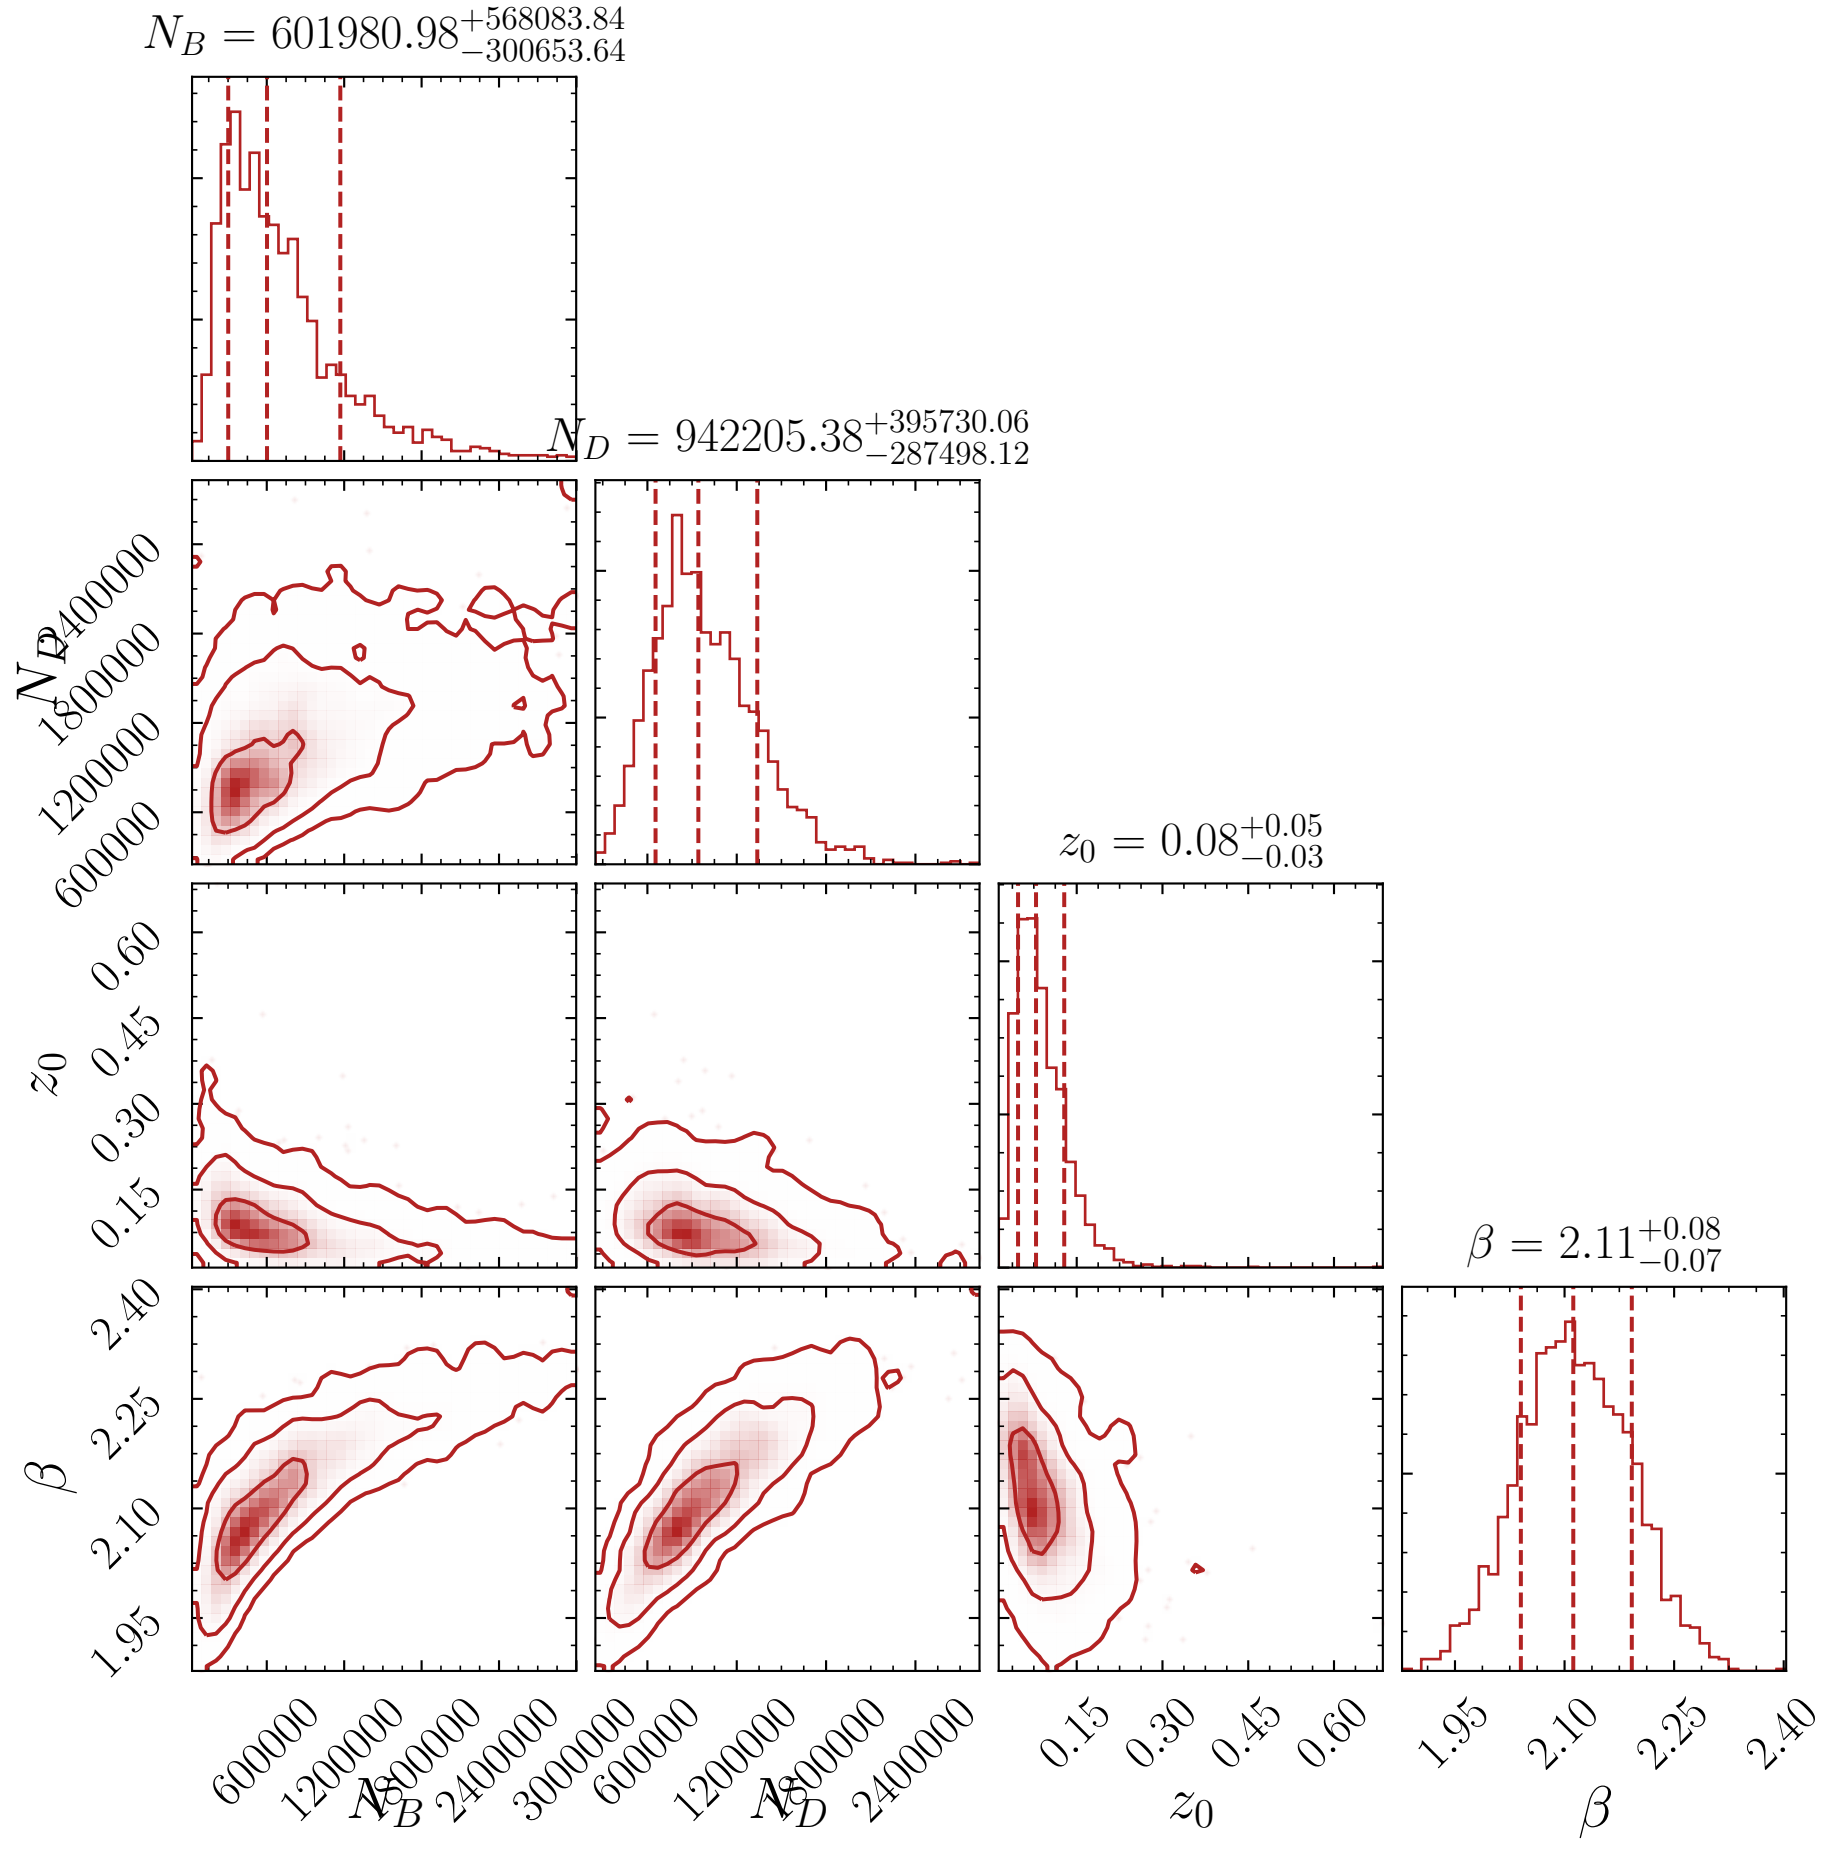 N_B = 601980.98^{+568083.84}_{-300653.64}
N_D = 942205.38^{+395730.06}_{-287498.12}
N_D
2400000
1800000
1200000
600000
z_0 = 0.08^{+0.05}_{-0.03}
z_0
0.60
0.45
0.30
0.15
β = 2.11^{+0.08}_{-0.07}
β
2.40
2.25
2.10
1.95
600000 1200000 1800000 2400000 3000000
600000 1200000 1800000 2400000
0.15 0.30 0.45 0.60
1.95 2.10 2.25 2.40
N_B N_D z_0 β